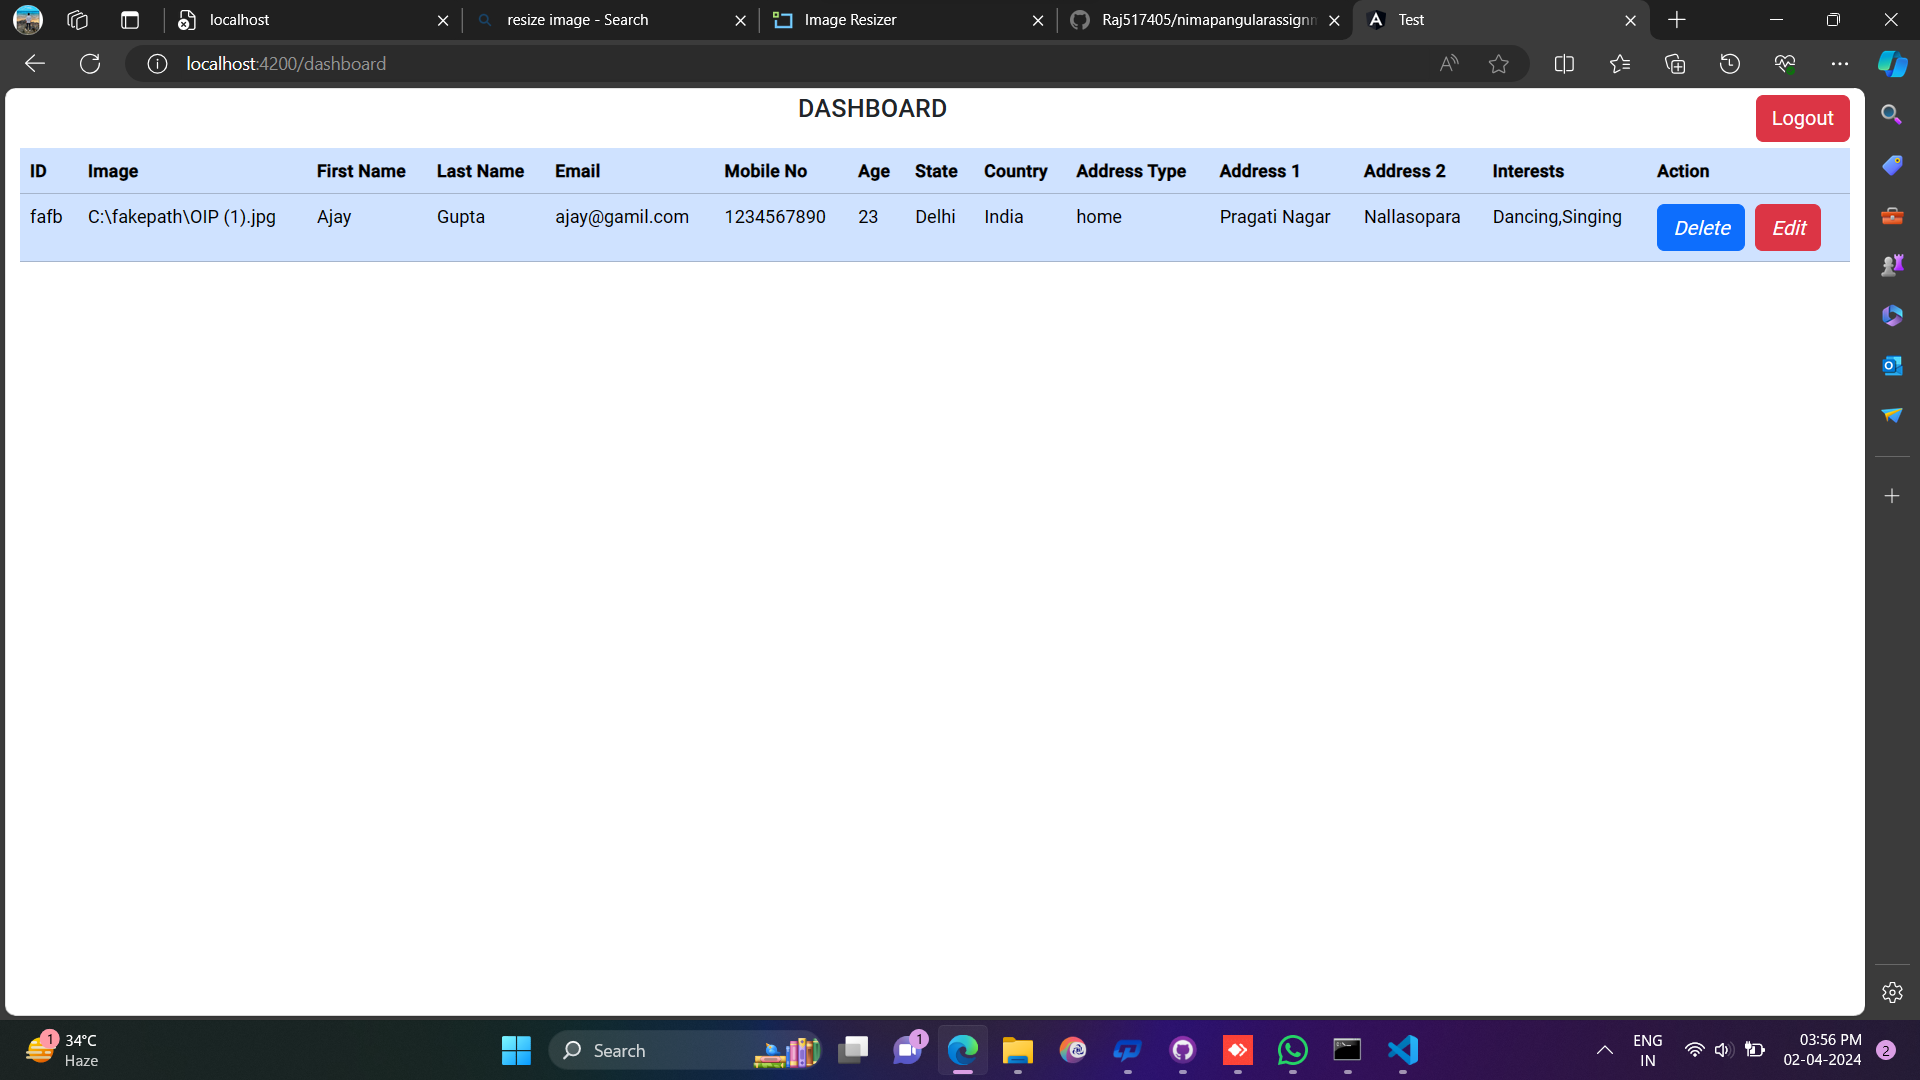 localhost
resize image - Search
Image Resizer
Raj517405/nimapangularassignm
Test
localhost:4200/dashboard
DASHBOARD
Logout
ID Image First Name Last Name Email Mobile No Age State Country Address Type Address 1 Address 2 Interests Action
fafb C:\fakepath\OIP (1).jpg Ajay Gupta ajay@gamil.com 1234567890 23 Delhi India home Pragati Nagar Nallasopara Dancing,Singing Delete Edit
1
34°C
Haze
Search
1
ENG
IN
03:56 PM
02-04-2024
2